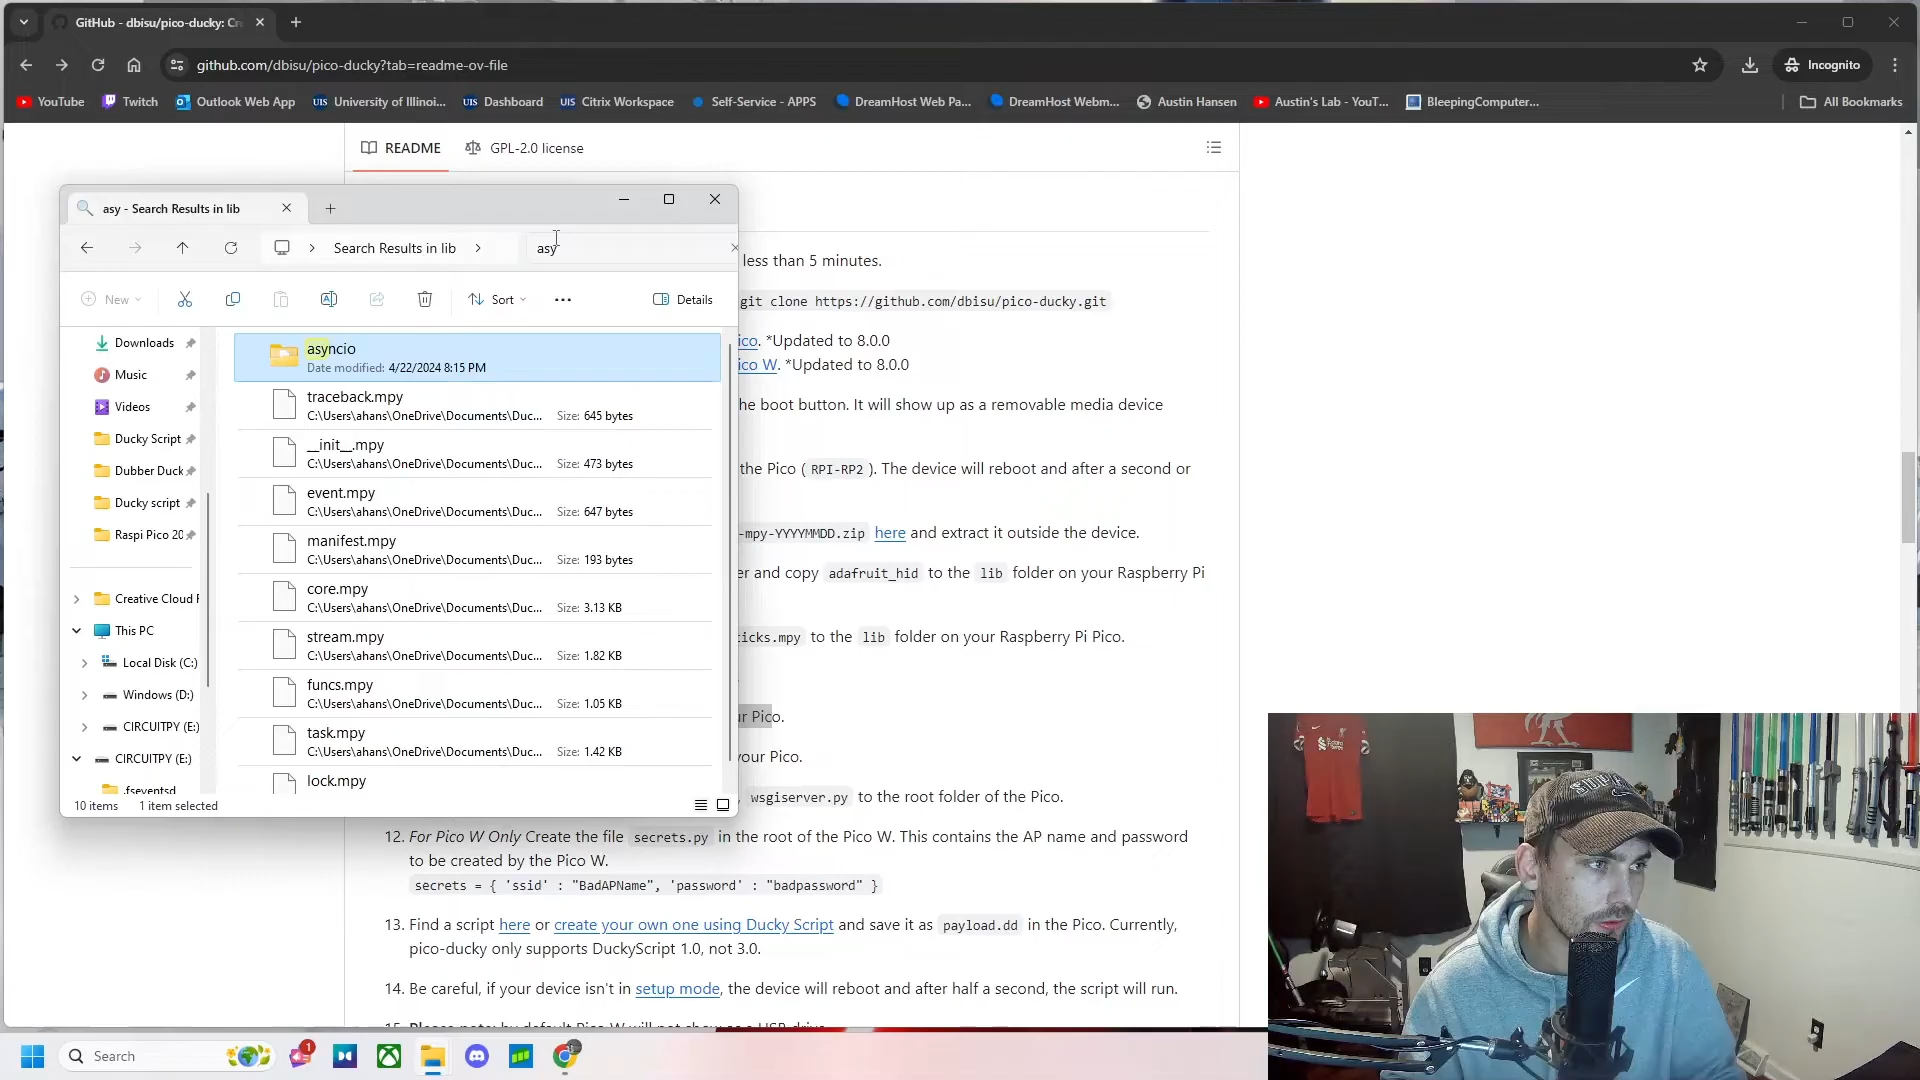 GitHub - dbisu/pico-ducky: Cr
github.com/dbisu/pico-ducky?tab=readme-ov-file
Incognito
YouTube
Twitch
Outlook Web App
UIS University of Illinoi...
UIS Dashboard
UIS Citrix Workspace
Self-Service - APPS
DreamHost Web Pa...
DreamHost Webm...
Austin Hansen
Austin's Lab - YouT...
BleepingComputer...
All Bookmarks
README
GPL-2.0 license
asy - Search Results in lib
Search Results in lib
asy
New
Sort
Details
Downloads
Music
Videos
Ducky Script
Dubber Duck
Ducky script
Raspi Pico 20
Creative Cloud F
This PC
Local Disk (C:)
Windows (D:)
CIRCUITPY (E:)
CIRCUITPY (E:)
.fseventsd
asyncio
Date modified: 4/22/2024 8:15 PM
traceback.mpy
C:\Users\ahans\OneDrive\Documents\Duc... Size: 645 bytes
__init__.mpy
C:\Users\ahans\OneDrive\Documents\Duc... Size: 473 bytes
event.mpy
C:\Users\ahans\OneDrive\Documents\Duc... Size: 647 bytes
manifest.mpy
C:\Users\ahans\OneDrive\Documents\Duc... Size: 193 bytes
core.mpy
C:\Users\ahans\OneDrive\Documents\Duc... Size: 3.13 KB
stream.mpy
C:\Users\ahans\OneDrive\Documents\Duc... Size: 1.82 KB
funcs.mpy
C:\Users\ahans\OneDrive\Documents\Duc... Size: 1.05 KB
task.mpy
C:\Users\ahans\OneDrive\Documents\Duc... Size: 1.42 KB
lock.mpy
10 items 1 item selected
less than 5 minutes.
git clone https://github.com/dbisu/pico-ducky.git
ico. *Updated to 8.0.0
ico W. *Updated to 8.0.0
he boot button. It will show up as a removable media device
the Pico ( RPI-RP2 ). The device will reboot and after a second or
-mpy-YYYYMMDD.zip here and extract it outside the device.
er and copy adafruit_hid to the lib folder on your Raspberry Pi
icks.mpy to the lib folder on your Raspberry Pi Pico.
ur Pico.
your Pico.
wsgiserver.py to the root folder of the Pico.
12. For Pico W Only Create the file secrets.py in the root of the Pico W. This contains the AP name and password
to be created by the Pico W.
secrets = { 'ssid' : "BadAPName", 'password' : "badpassword" }
13. Find a script here or create your own one using Ducky Script and save it as payload.dd in the Pico. Currently,
pico-ducky only supports DuckyScript 1.0, not 3.0.
14. Be careful, if your device isn't in setup mode, the device will reboot and after half a second, the script will run.
Search
1